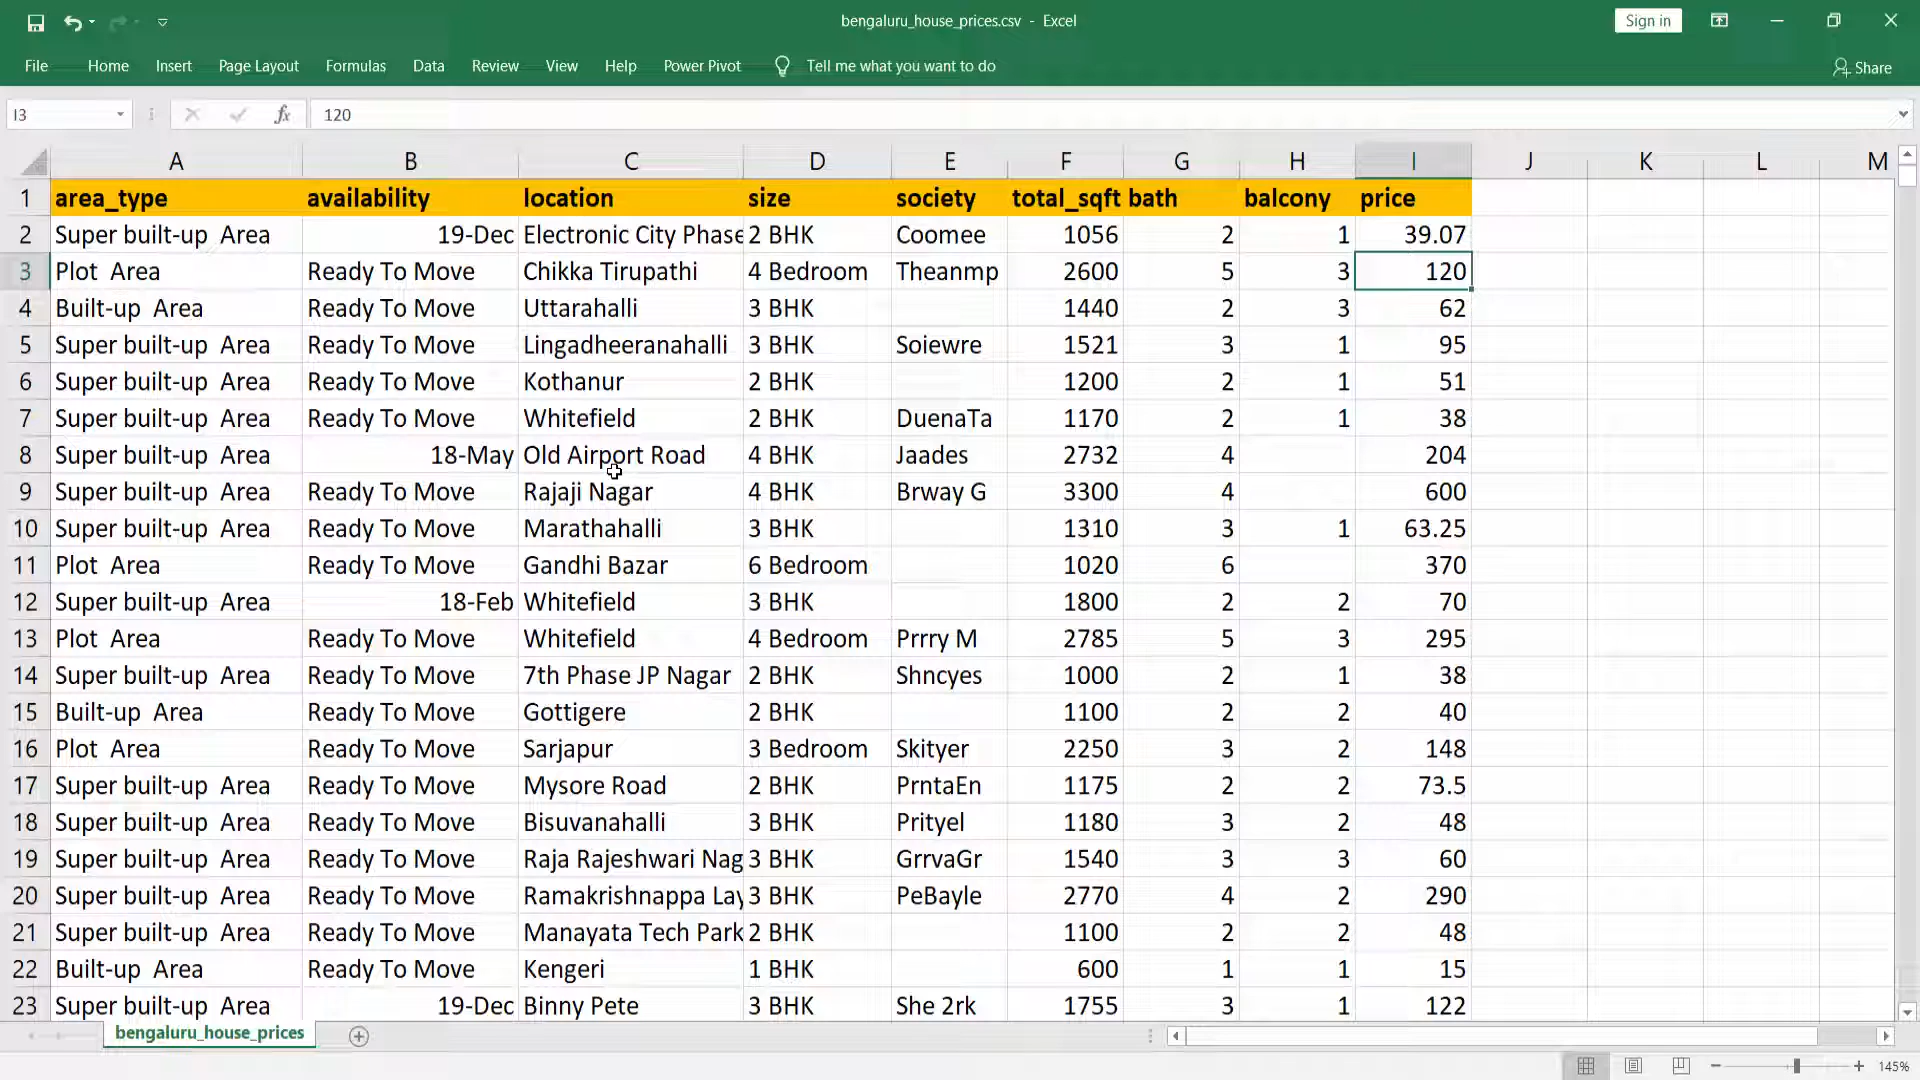 bengaluru_house_prices.csv - Excel
Sign in
File Home Insert Page Layout Formulas Data Review View Help Power Pivot Tell me what you want to do Share
I3 fx 120
A B C D E F G H I J K L M
1 area_type availability location size society total_sqft bath balcony price
2 Super built-up Area 19-Dec Electronic City Phase 2 BHK Coomee 1056 2 1 39.07
3 Plot Area Ready To Move Chikka Tirupathi 4 Bedroom Theanmp 2600 5 3 120
4 Built-up Area Ready To Move Uttarahalli 3 BHK 1440 2 3 62
5 Super built-up Area Ready To Move Lingadheeranahalli 3 BHK Soiewre 1521 3 1 95
6 Super built-up Area Ready To Move Kothanur 2 BHK 1200 2 1 51
7 Super built-up Area Ready To Move Whitefield 2 BHK DuenaTa 1170 2 1 38
8 Super built-up Area 18-May Old Airport Road 4 BHK Jaades 2732 4 204
9 Super built-up Area Ready To Move Rajaji Nagar 4 BHK Brway G 3300 4 600
10 Super built-up Area Ready To Move Marathahalli 3 BHK 1310 3 1 63.25
11 Plot Area Ready To Move Gandhi Bazar 6 Bedroom 1020 6 370
12 Super built-up Area 18-Feb Whitefield 3 BHK 1800 2 2 70
13 Plot Area Ready To Move Whitefield 4 Bedroom Prrry M 2785 5 3 295
14 Super built-up Area Ready To Move 7th Phase JP Nagar 2 BHK Shncyes 1000 2 1 38
15 Built-up Area Ready To Move Gottigere 2 BHK 1100 2 2 40
16 Plot Area Ready To Move Sarjapur 3 Bedroom Skityer 2250 3 2 148
17 Super built-up Area Ready To Move Mysore Road 2 BHK PrntaEn 1175 2 2 73.5
18 Super built-up Area Ready To Move Bisuvanahalli 3 BHK Prityel 1180 3 2 48
19 Super built-up Area Ready To Move Raja Rajeshwari Nag 3 BHK GrrvaGr 1540 3 3 60
20 Super built-up Area Ready To Move Ramakrishnappa Lay 3 BHK PeBayle 2770 4 2 290
21 Super built-up Area Ready To Move Manayata Tech Park 2 BHK 1100 2 2 48
22 Built-up Area Ready To Move Kengeri 1 BHK 600 1 1 15
23 Super built-up Area 19-Dec Binny Pete 3 BHK She 2rk 1755 3 1 122
bengaluru_house_prices
145%